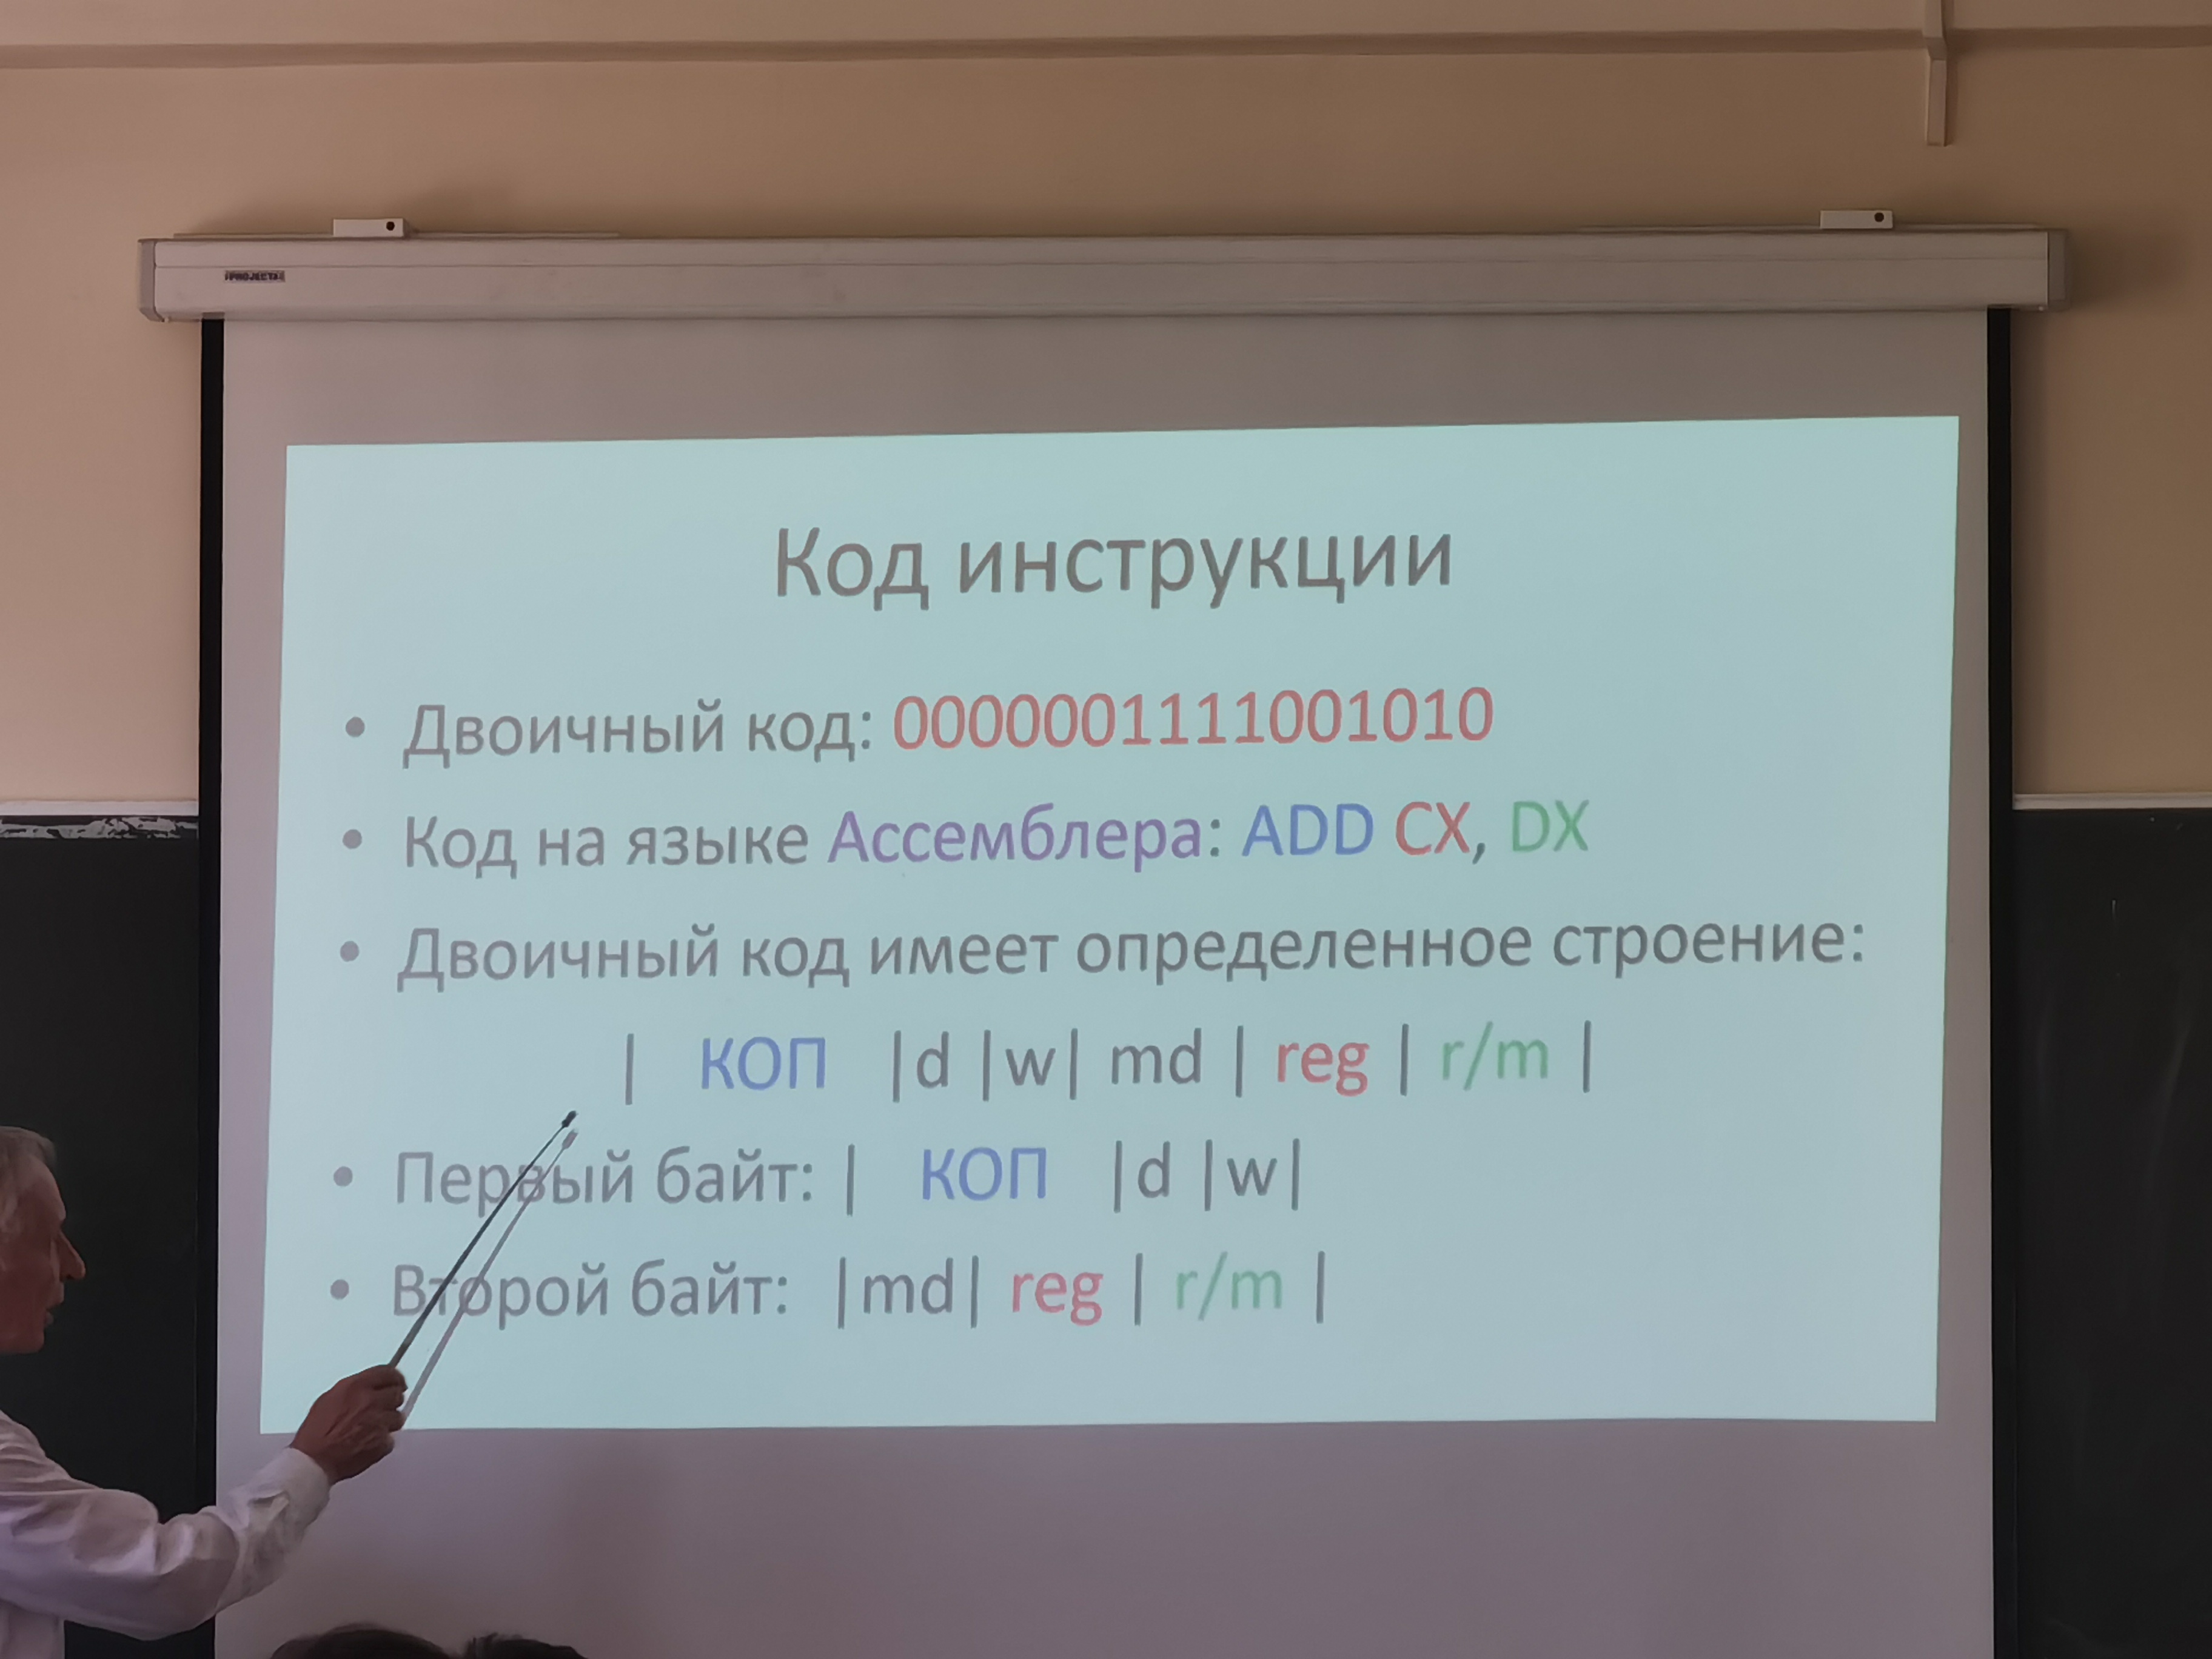 PROJECTA
Код инструкции
• Двоичный код: 0000001111001010
• Код на языке Ассемблера: ADD CX, DX
• Двоичный код имеет определенное строение:
| КОП |d |w| md | reg | r/m |
• Первый байт: | КОП |d |w|
• Второй байт: |md| reg | r/m |